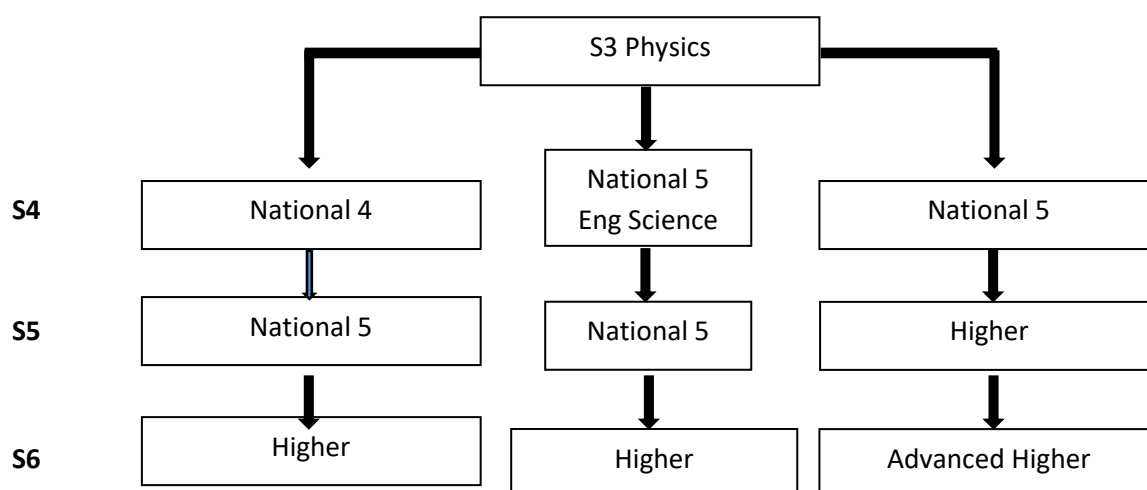 S3 Physics
S4
National 4
National 5
Eng Science
National 5
S5
National 5
National 5
Higher
S6
Higher
Higher
Advanced Higher